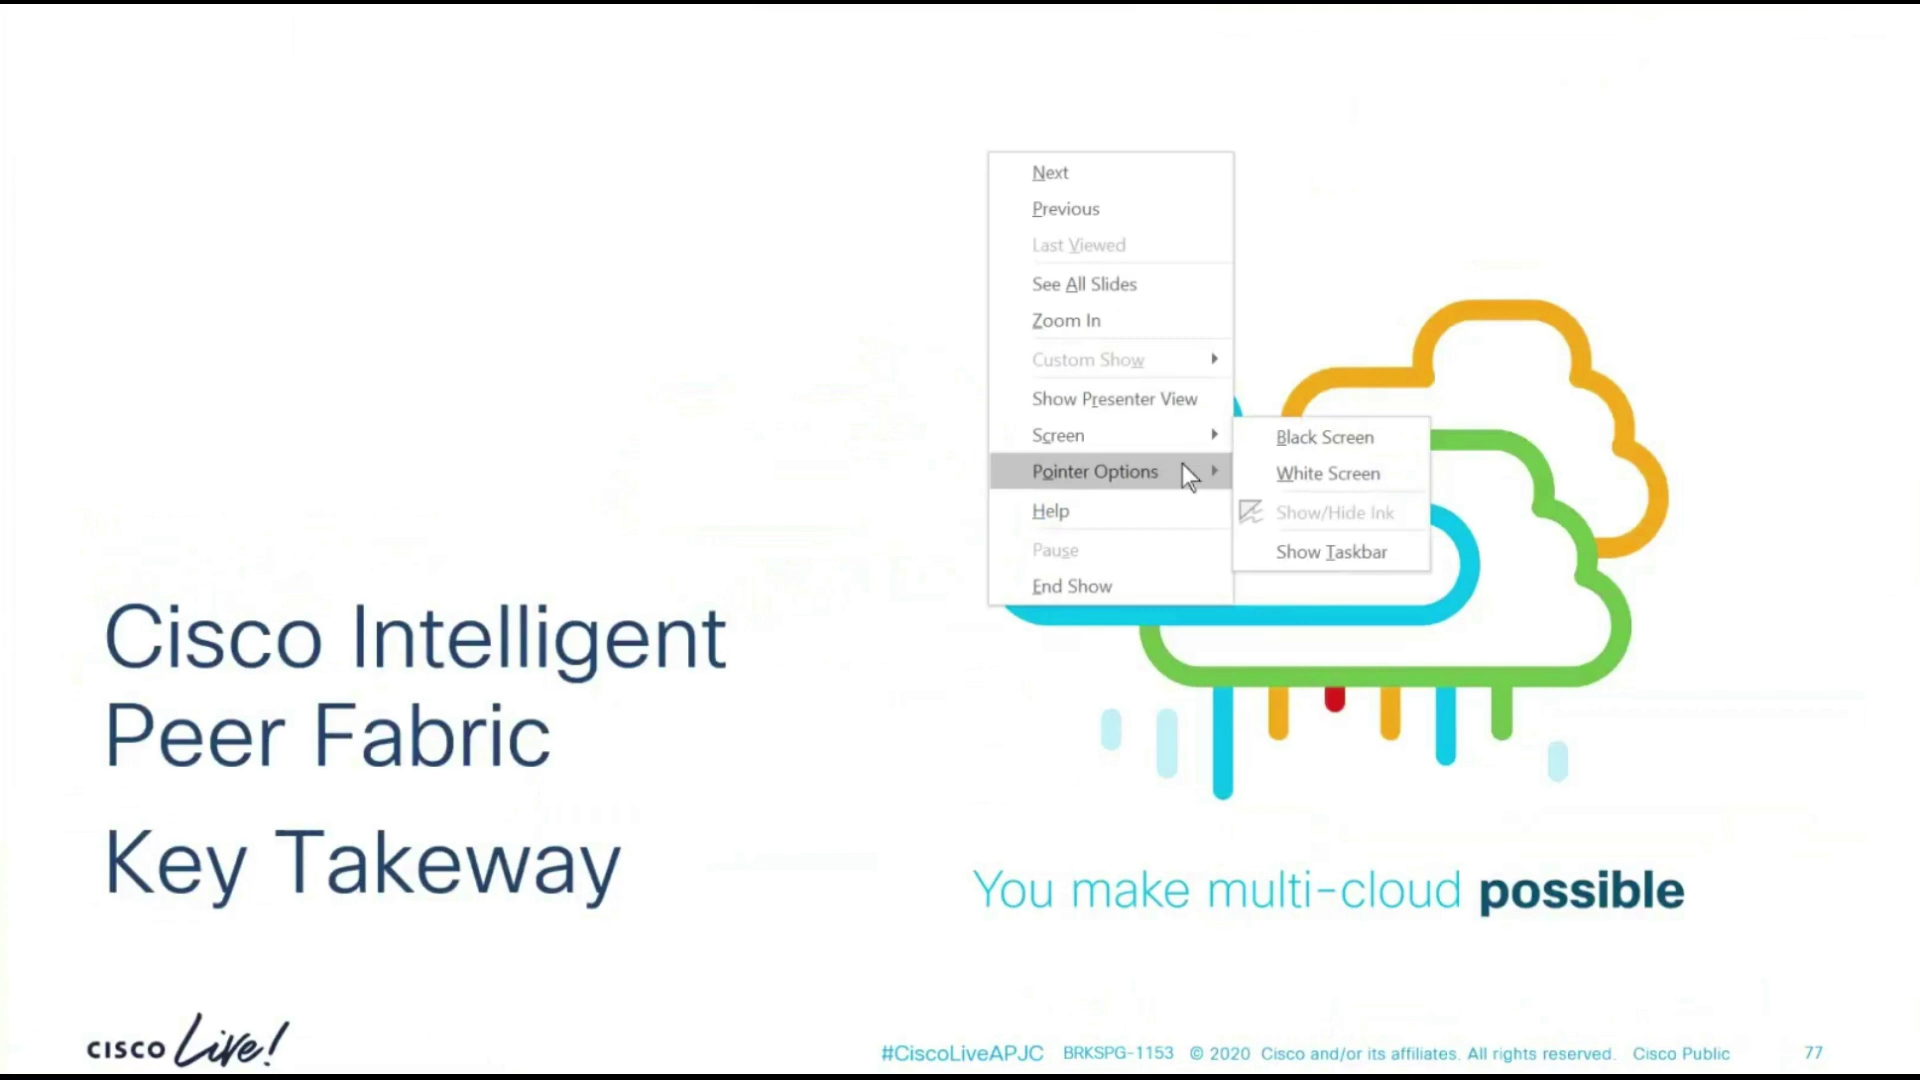 Next
Previous
Last Viewed
See All Slides
Zoom In
Custom Show
Show Presenter View
Screen
Pointer Options
Help
Pause
End Show
Black Screen
White Screen
Show/Hide Ink
Show Taskbar
Cisco Intelligent
Peer Fabric
Key Takeway
You make multi-cloud possible
CISCO Live!
#CiscoLiveAPJC BRKSPG-1153 © 2020 Cisco and/or its affiliates. All rights reserved. Cisco Public 77